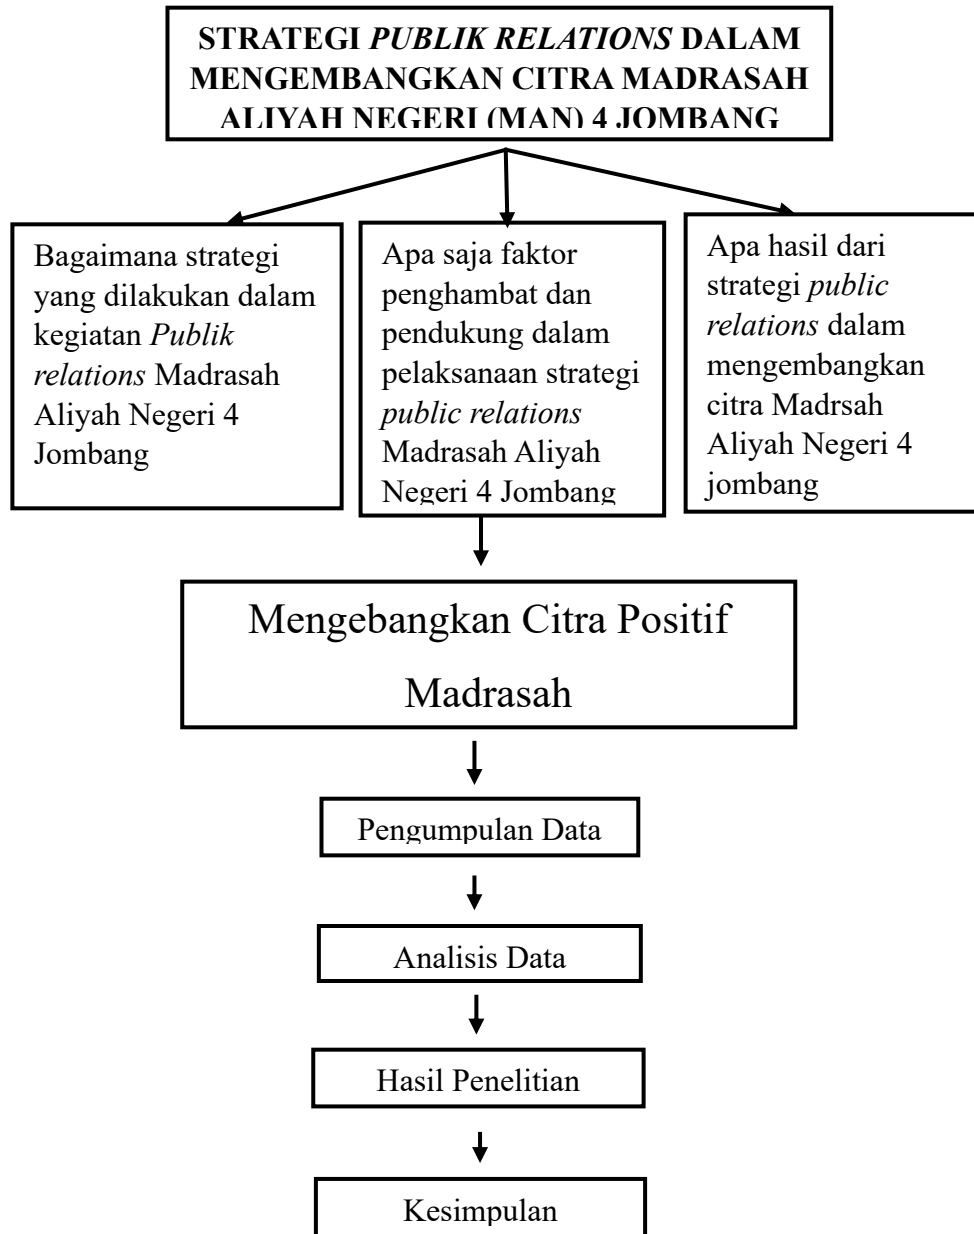 STRATEGI PUBLIK RELATIONS DALAM
MENGEMBANGKAN CITRA MADRASAH
ALIYAH NEGERI (MAN) 4 JOMBANG
Bagaimana strategi
yang dilakukan dalam
kegiatan Publik
relations Madrasah
Aliyah Negeri 4
Jombang
Apa saja faktor
penghambat dan
pendukung dalam
pelaksanaan strategi
public relations
Madrasah Aliyah
Negeri 4 Jombang
Apa hasil dari
strategi public
relations dalam
mengembangkan
citra Madrsah
Aliyah Negeri 4
jombang
Mengebangkan Citra Positif
Madrasah
Pengumpulan Data
Analisis Data
Hasil Penelitian
Kesimpulan